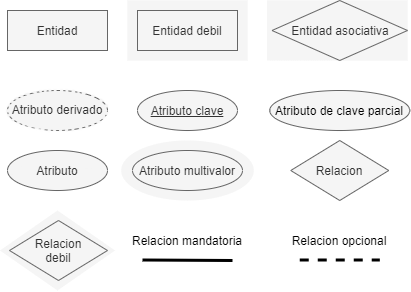 Entidad
Entidad debil
Entidad asociativa
Atributo derivado
Atributo clave
Atributo de clave parcial
Atributo
Atributo multivalor
Relacion
Relacion
debil
Relacion mandatoria
Relacion opcional